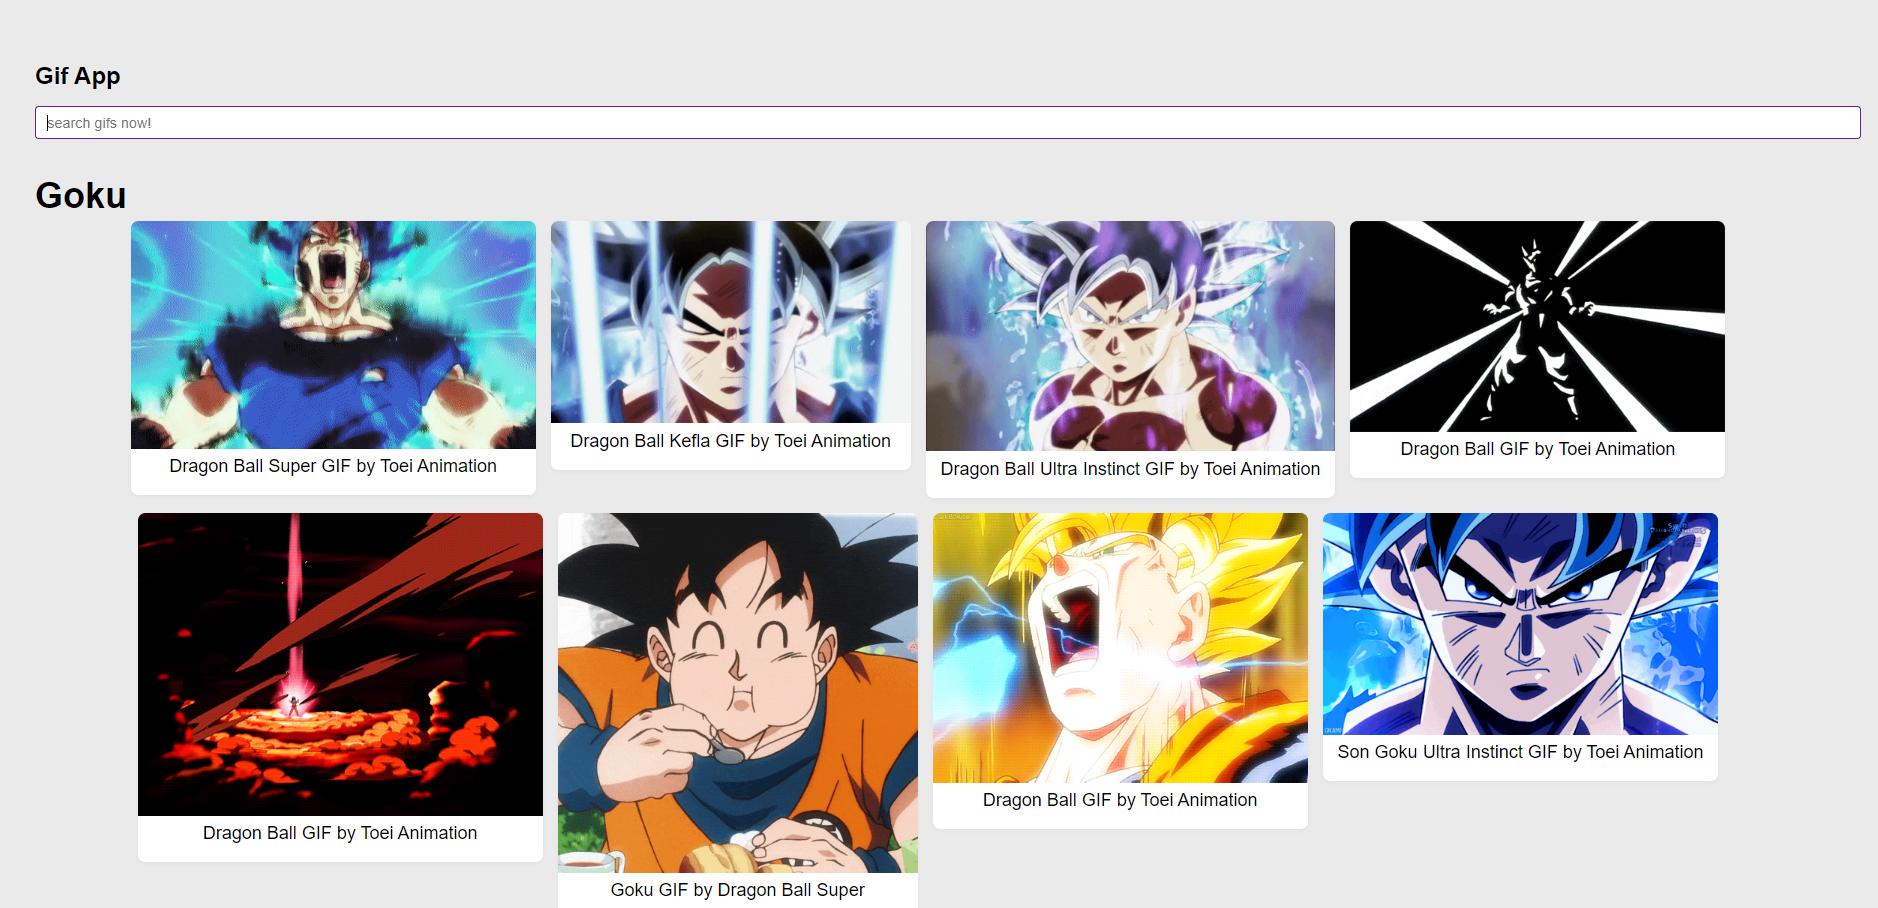 Gif App
search gifs now!
Goku
Dragon Ball Super GIF by Toei Animation
Dragon Ball Kefla GIF by Toei Animation
Dragon Ball Ultra Instinct GIF by Toei Animation
Dragon Ball GIF by Toei Animation
Dragon Ball GIF by Toei Animation
Goku GIF by Dragon Ball Super
Dragon Ball GIF by Toei Animation
Son Goku Ultra Instinct GIF by Toei Animation